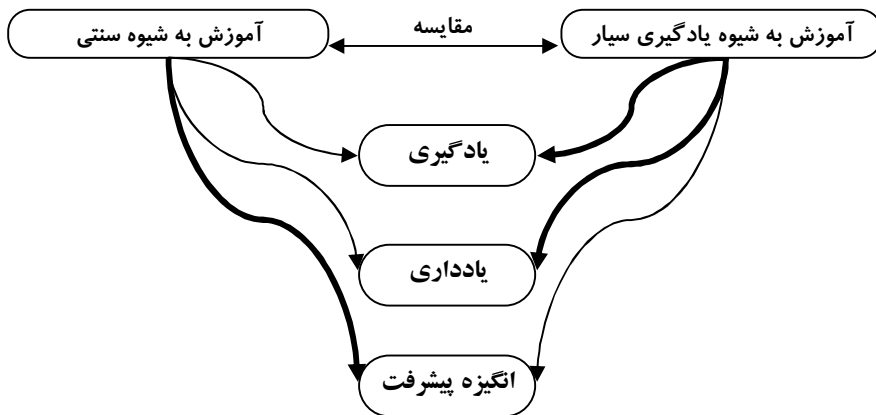 آموزش به شیوه یادگیری سیار
مقایسه
آموزش به شیوه سنتی
یادگیری
یادداری
انگیزه پیشرفت